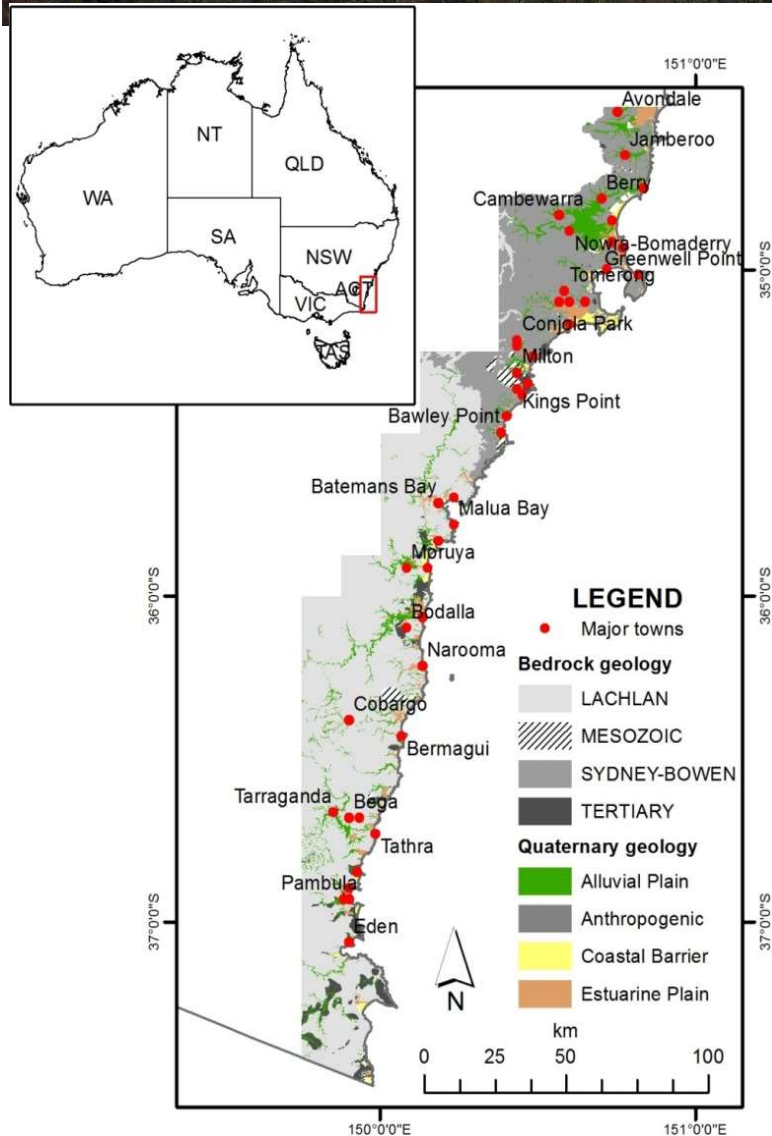 WA
NT
SA
QLD
NSW
ACT
VIC
TAS
151°0'0"E
Avondale
Jamberoo
Berry
Cambewarra
Nowra-Bomaderry
Greenwell Point
35°0'0"S
35°0'0"S
Tomerong
Conjola Park
Milton
Kings Point
Bawley Point
Batemans Bay
Malua Bay
Moruya
36°0'0"S
36°0'0"S
Bodalla
Narooma
Cobargo
Bermagui
Tarraganda
Bega
Tathra
Pambula
37°0'0"S
37°0'0"S
Eden
N
LEGEND
Major towns
Bedrock geology
LACHLAN
MESOZOIC
SYDNEY-BOWEN
TERTIARY
Quaternary geology
Alluvial Plain
Anthropogenic
Coastal Barrier
Estuarine Plain
km
0 25 50 100
150°0'0"E
151°0'0"E